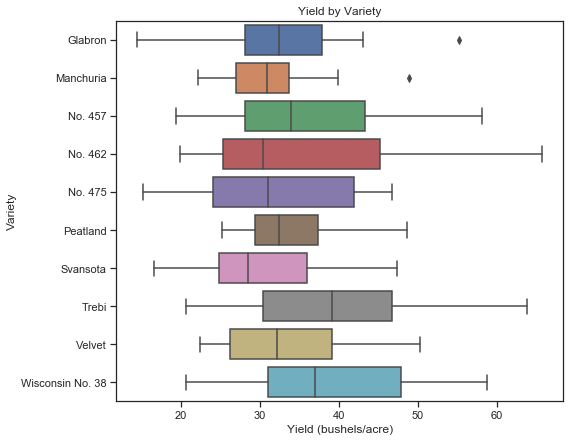 Yield by Variety
Glabron
Manchuria
No. 457
No. 462
No. 475
Peatland
Svansota
Trebi
Velvet
Wisconsin No. 38
Variety
20 30 40 50 60
Yield (bushels/acre)